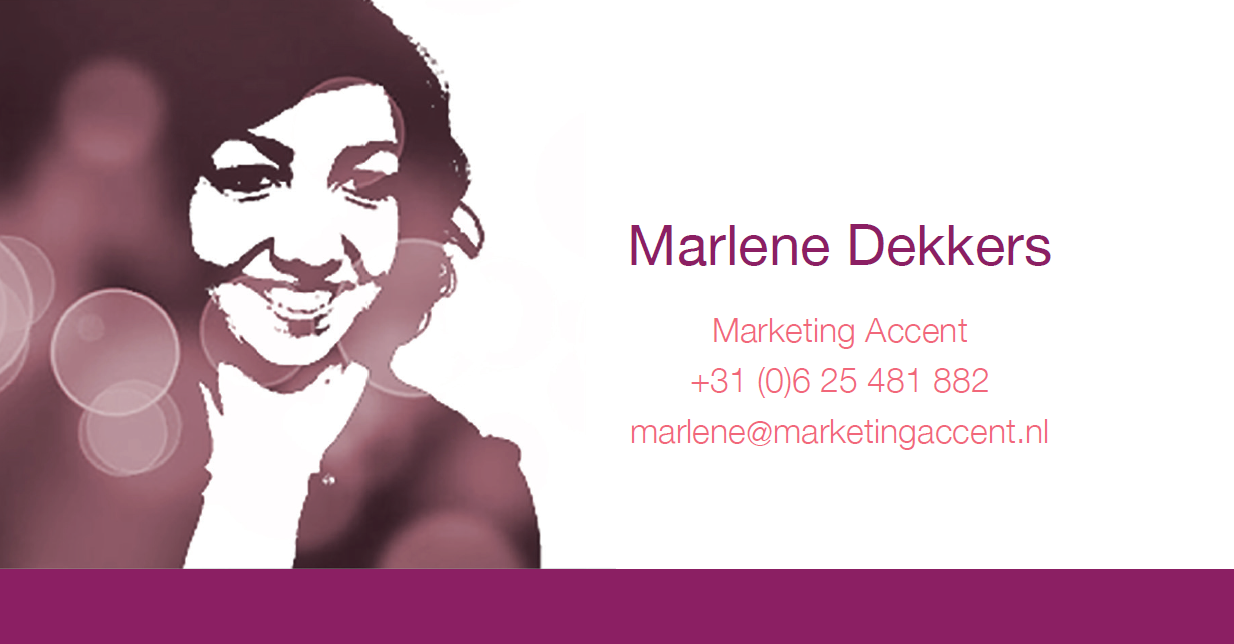 Marlene Dekkers
Marketing Accent
+31 (0)6 25 481 882
marlene@marketingaccent.nl